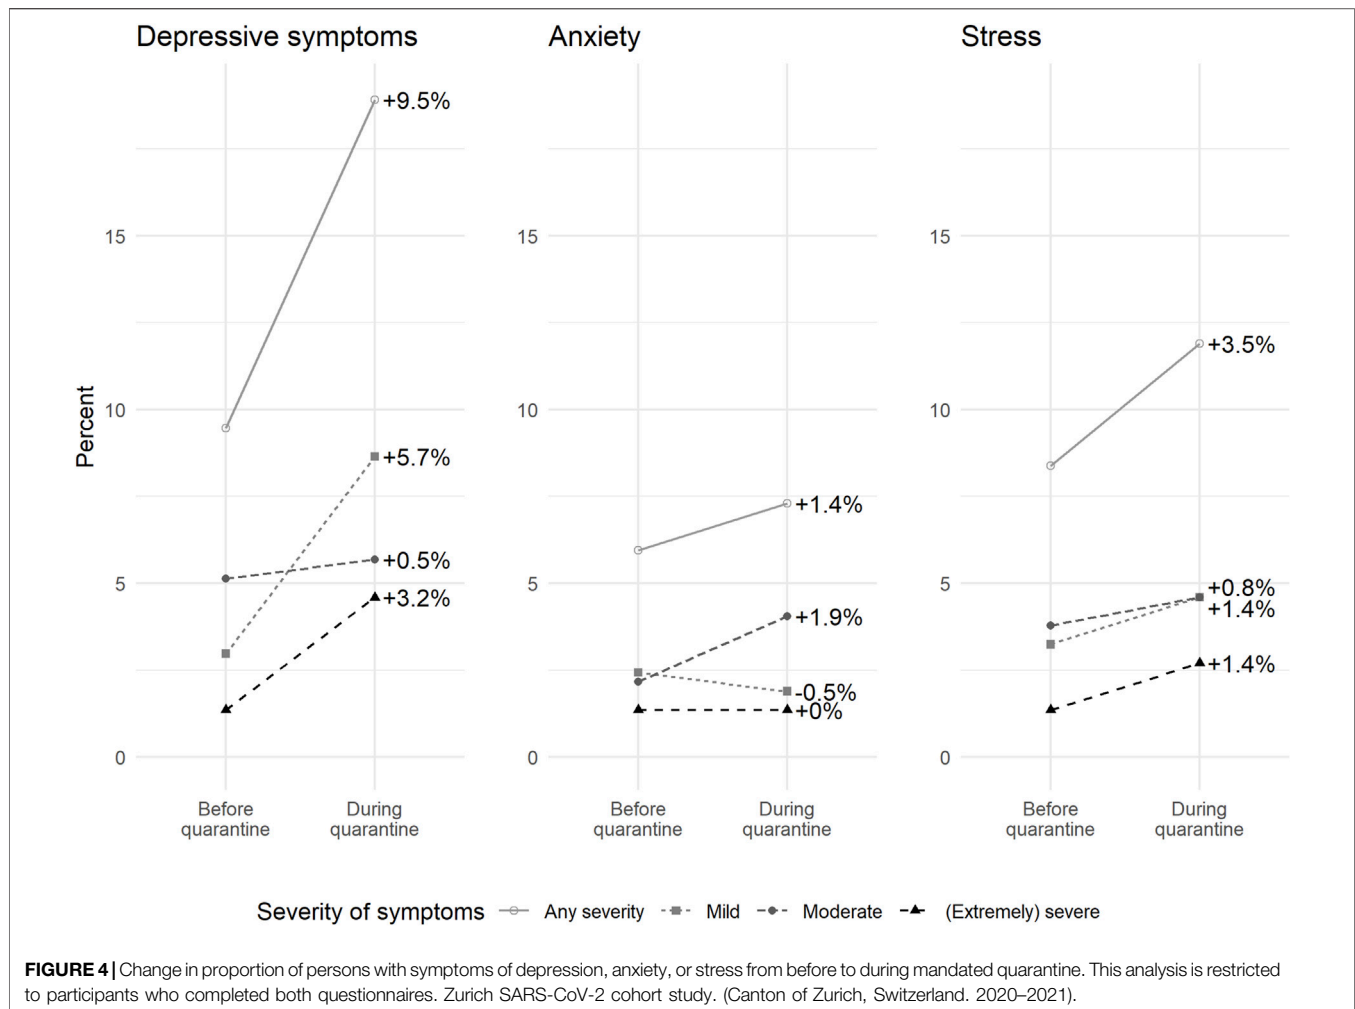 Depressive symptoms
Anxiety
Stress
Percent
15
10
5
0
+9.5%
+5.7%
+0.5%
+3.2%
Before quarantine
During quarantine
15
10
5
0
+1.4%
+1.9%
-0.5%
+0%
Before quarantine
During quarantine
15
10
5
0
+3.5%
+0.8%
+1.4%
+1.4%
Before quarantine
During quarantine
Severity of symptoms Any severity Mild Moderate (Extremely) severe
FIGURE 4 | Change in proportion of persons with symptoms of depression, anxiety, or stress from before to during mandated quarantine. This analysis is restricted
to participants who completed both questionnaires. Zurich SARS-CoV-2 cohort study. (Canton of Zurich, Switzerland. 2020–2021).